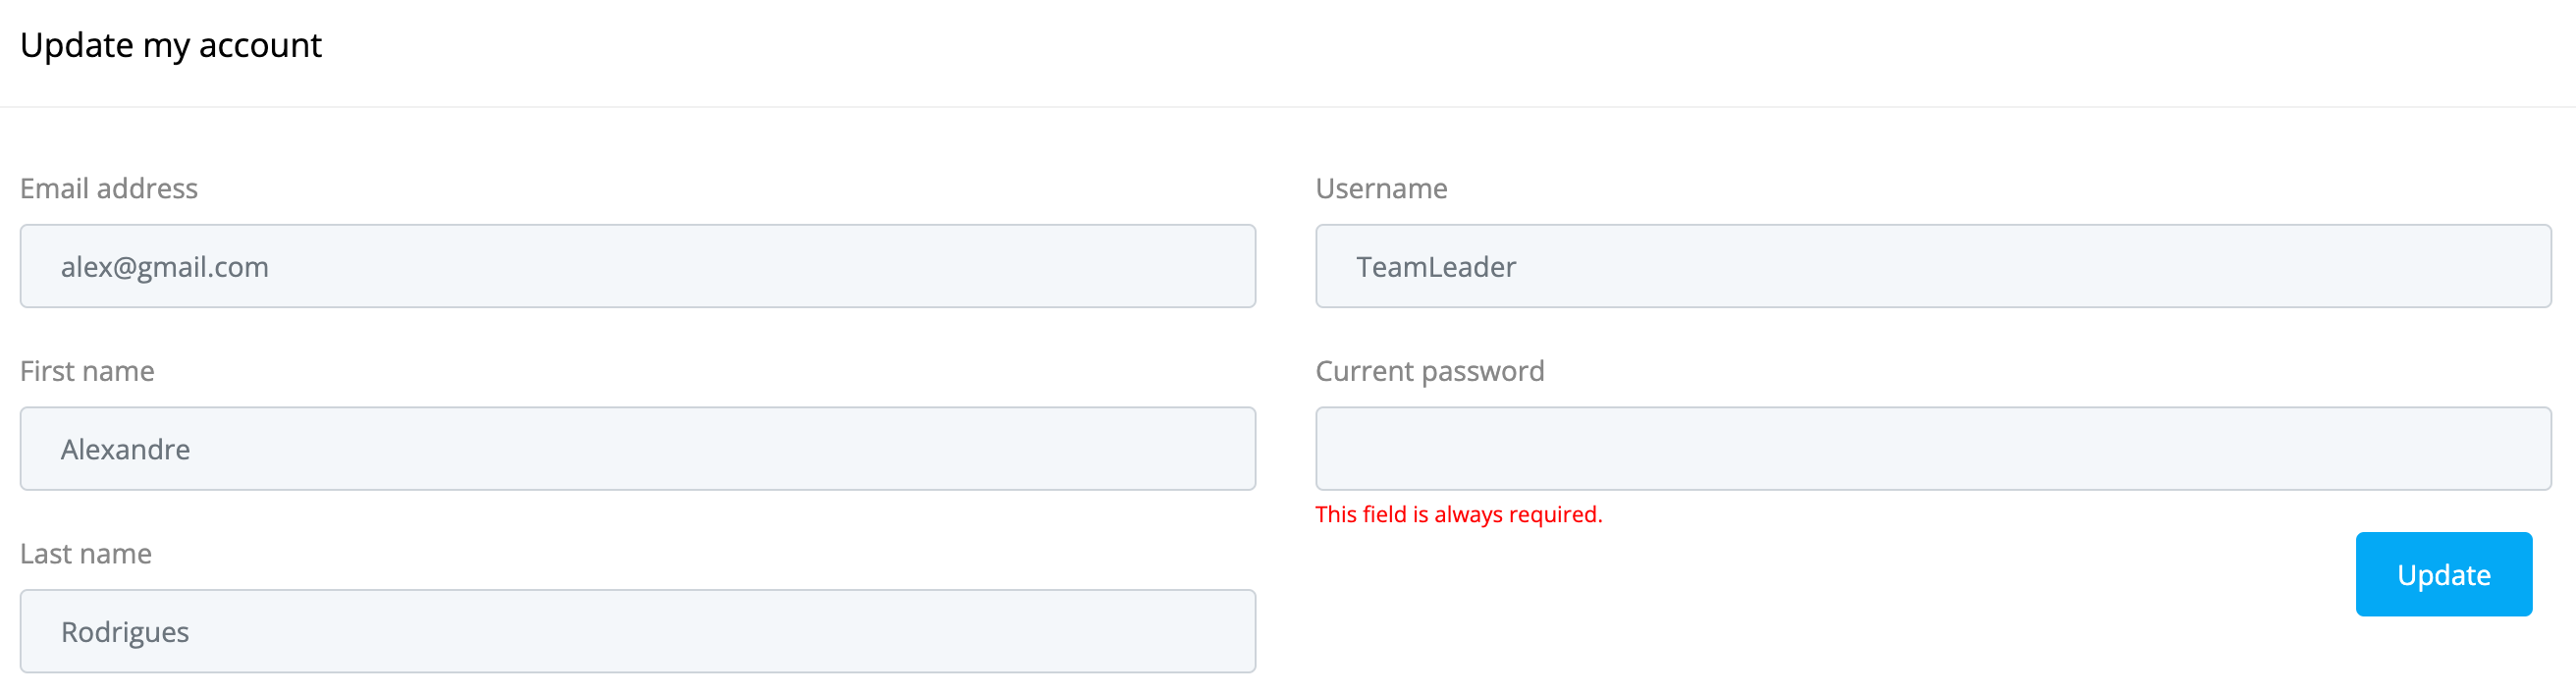 Update my account
Email address
alex@gmail.com
Username
TeamLeader
First name
Alexandre
Current password
This field is always required.
Last name
Rodrigues
Update